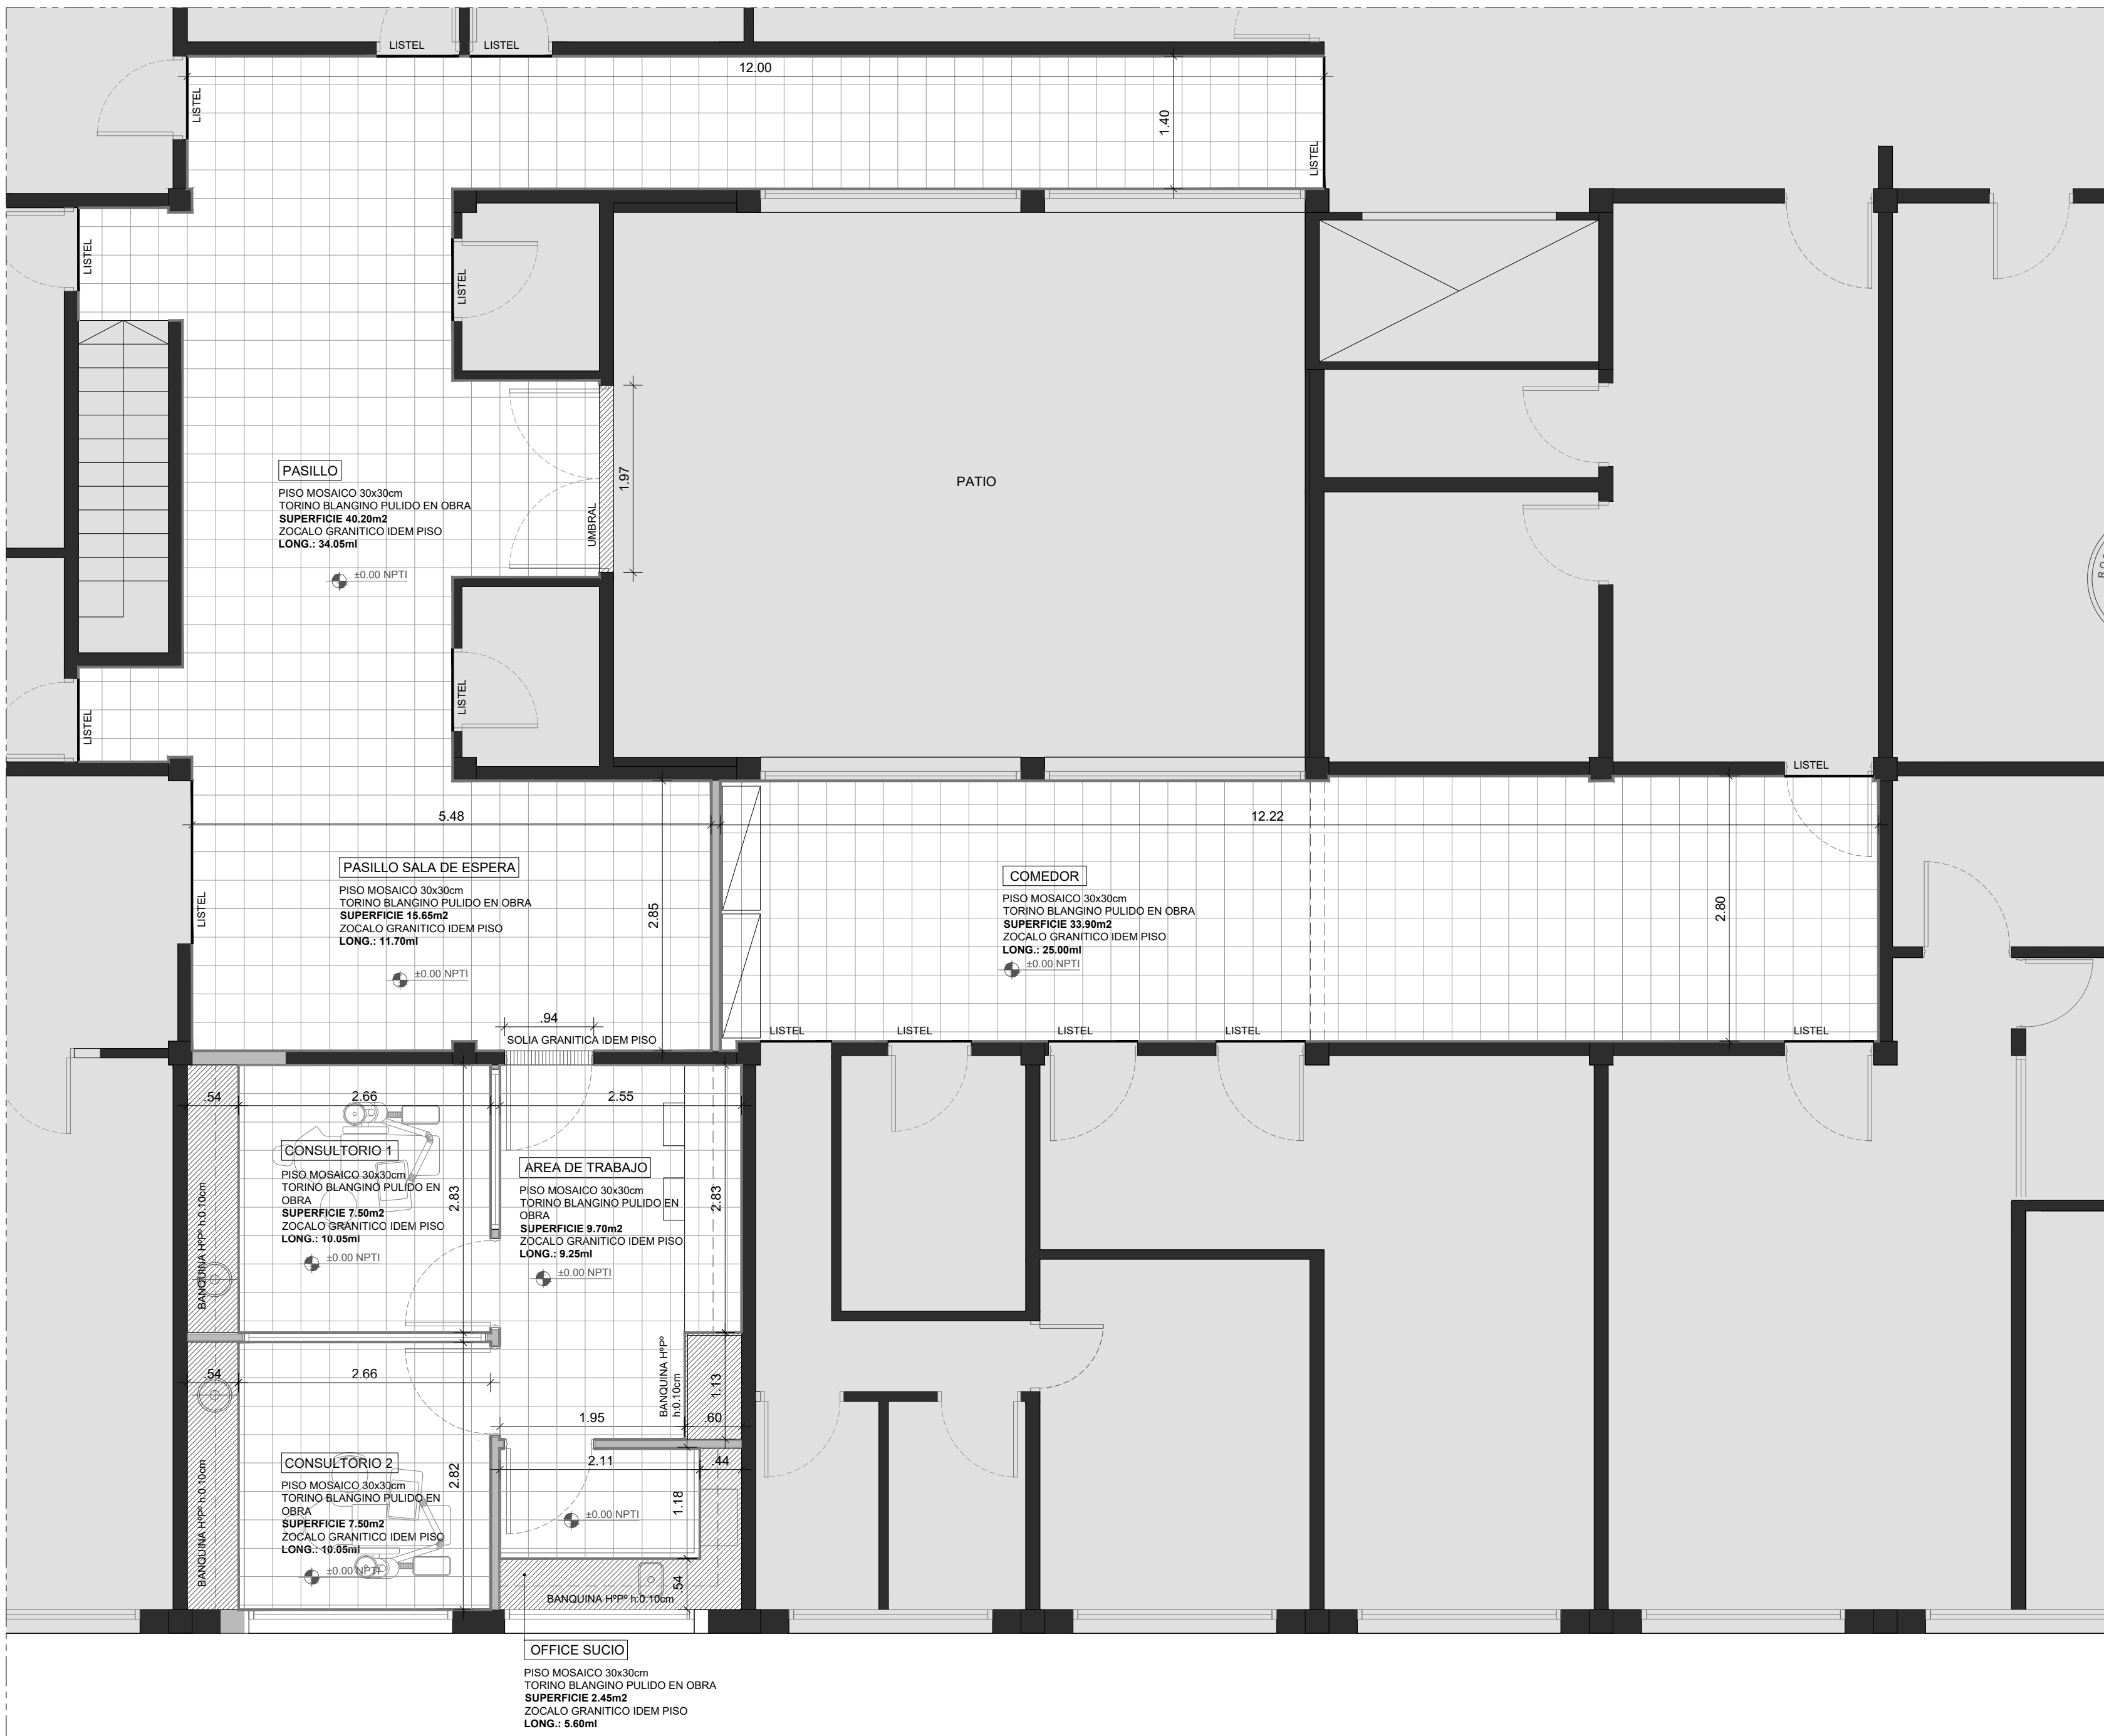 LISTEL
LISTEL
12.00
LISTEL
1.40
LISTEL
LISTEL
LISTEL
1.97
UMBRAL
PATIO
PASILLO
PISO MOSAICO 30x30cm
TORINO BLANGINO PULIDO EN OBRA
SUPERFICIE 40.20m2
ZOCALO GRANITICO IDEM PISO
LONG.: 34.05ml
±0.00 NPTI
LISTEL
LISTEL
LISTEL
5.48
12.22
PASILLO SALA DE ESPERA
PISO MOSAICO 30x30cm
TORINO BLANGINO PULIDO EN OBRA
SUPERFICIE 15.65m2
ZOCALO GRANITICO IDEM PISO
LONG.: 11.70ml
±0.00 NPTI
LISTEL
2.85
COMEDOR
PISO MOSAICO 30x30cm
TORINO BLANGINO PULIDO EN OBRA
SUPERFICIE 33.90m2
ZOCALO GRANITICO IDEM PISO
LONG.: 25.00ml
±0.00 NPTI
2.80
.94
SOLIA GRANITICA IDEM PISO
LISTEL
LISTEL
LISTEL
LISTEL
LISTEL
.54
2.66
2.55
CONSULTORIO 1
PISO MOSAICO 30x30cm
TORINO BLANGINO PULIDO EN
OBRA
SUPERFICIE 7.50m2
ZOCALO GRANITICO IDEM PISO
LONG.: 10.05ml
±0.00 NPTI
BANQUINA HºPº h:0.10cm
2.83
AREA DE TRABAJO
PISO MOSAICO 30x30cm
TORINO BLANGINO PULIDO EN
OBRA
SUPERFICIE 9.70m2
ZOCALO GRANITICO IDEM PISO
LONG.: 9.25ml
±0.00 NPTI
2.83
.54
2.66
BANQUINA HºPº
h:0.10cm
1.13
1.95
.60
CONSULTORIO 2
PISO MOSAICO 30x30cm
TORINO BLANGINO PULIDO EN
OBRA
SUPERFICIE 7.50m2
ZOCALO GRANITICO IDEM PISO
LONG.: 10.05ml
±0.00 NPTI
BANQUINA HºPº h:0.10cm
2.82
2.11
.44
1.18
±0.00 NPTI
.54
BANQUINA HºPº h:0.10cm
OFFICE SUCIO
PISO MOSAICO 30x30cm
TORINO BLANGINO PULIDO EN OBRA
SUPERFICIE 2.45m2
ZOCALO GRANITICO IDEM PISO
LONG.: 5.60ml